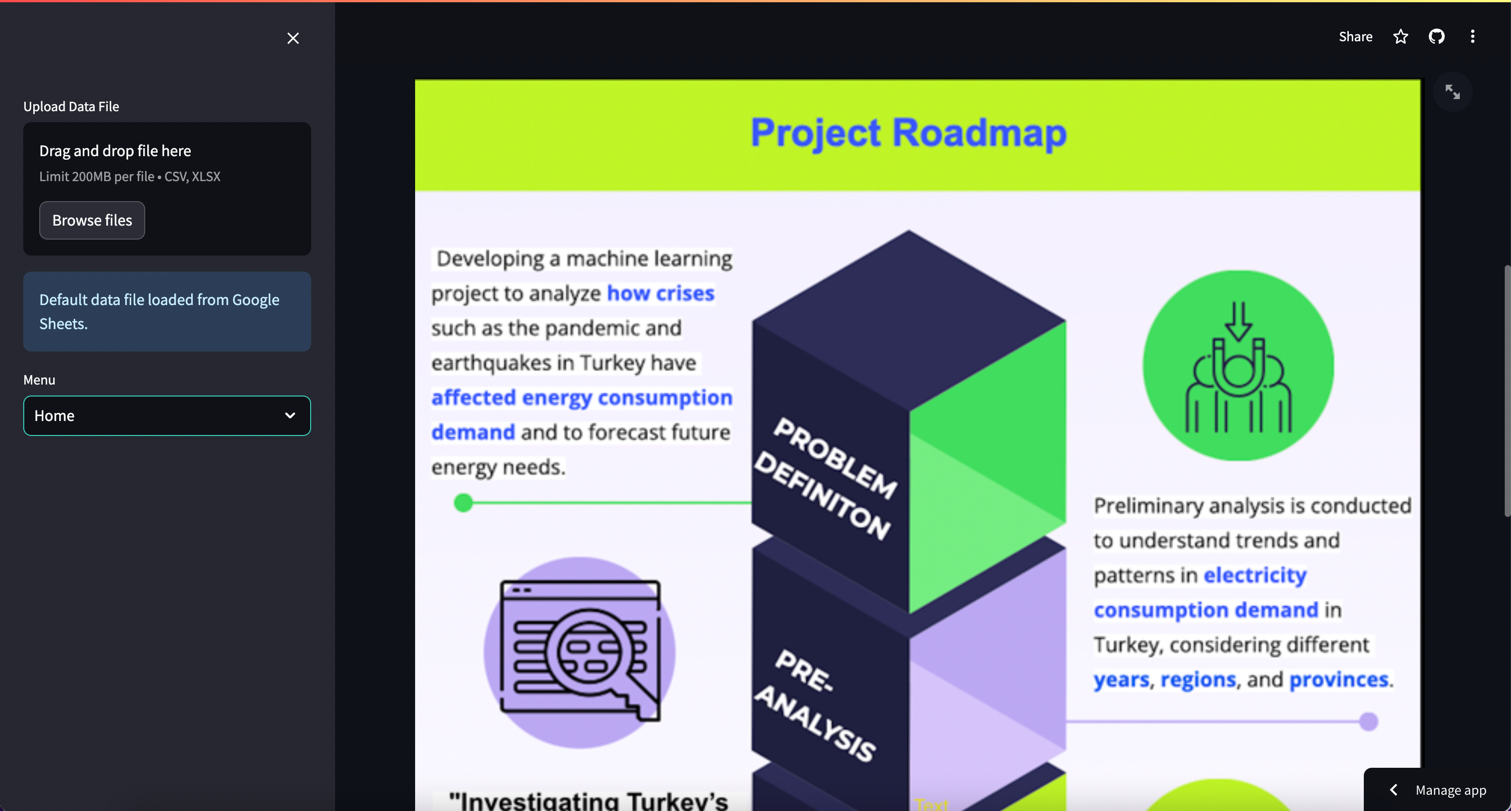 Share
Upload Data File
Drag and drop file here
Limit 200MB per file • CSV, XLSX
Browse files
Default data file loaded from Google
Sheets.
Menu
Home
Project Roadmap
Developing a machine learning
project to analyze how crises
such as the pandemic and
earthquakes in Turkey have
affected energy consumption
demand and to forecast future
energy needs.
PROBLEM
DEFINITON
Preliminary analysis is conducted
to understand trends and
patterns in electricity
consumption demand in
Turkey, considering different
years, regions, and provinces.
PRE-
ANALYSIS
"Investigating Turkey’s
Text
Manage app